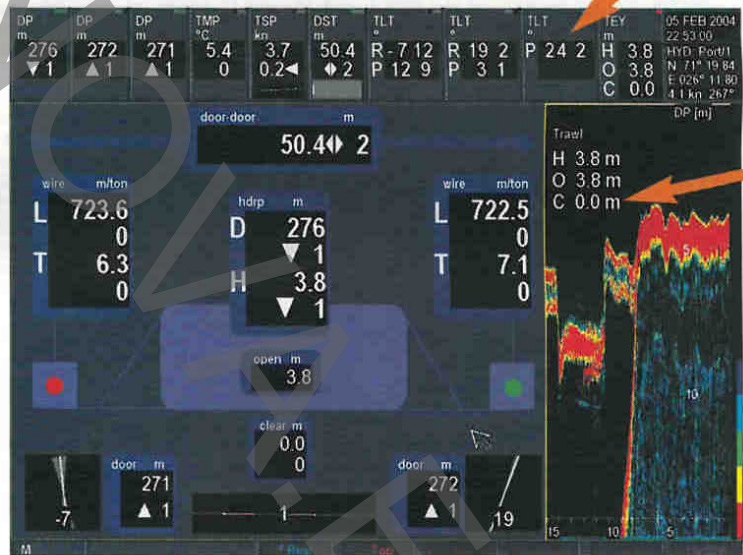 DP DP DP TMP TSP DST TLT TLT TLT TEY 05 FEB 2004
m m m °C kn m ° ° ° m 22 53 00
276 272 271 5.4 3.7 50.4 R - 7 12 R 19 2 P 24 2 H 3.8 HYD: Port/1
▼ 1 ▲ 1 ▲ 1 0 0.2◄ ◄► 2 P 12 9 P 3 1 O 3.8 N 71° 19 84
C 0.0 E 026° 11.80
4 1 kn 267°
DP [m]
door-door m
50.4 ◄► 2
Trawl
H 3.8 m
O 3.8 m
C 0.0 m
wire m/ton
L 723.6
0
T 6.3
0
hdrp m
D 276
▼ 1
H 3.8
▼ 1
wire m/ton
L 722.5
0
T 7.1
0
5
open m
3.8
10
clear m
0.0
0
door m
271
▲ 1
door m
272
▲ 1
-7
1
19
15 10 5
M